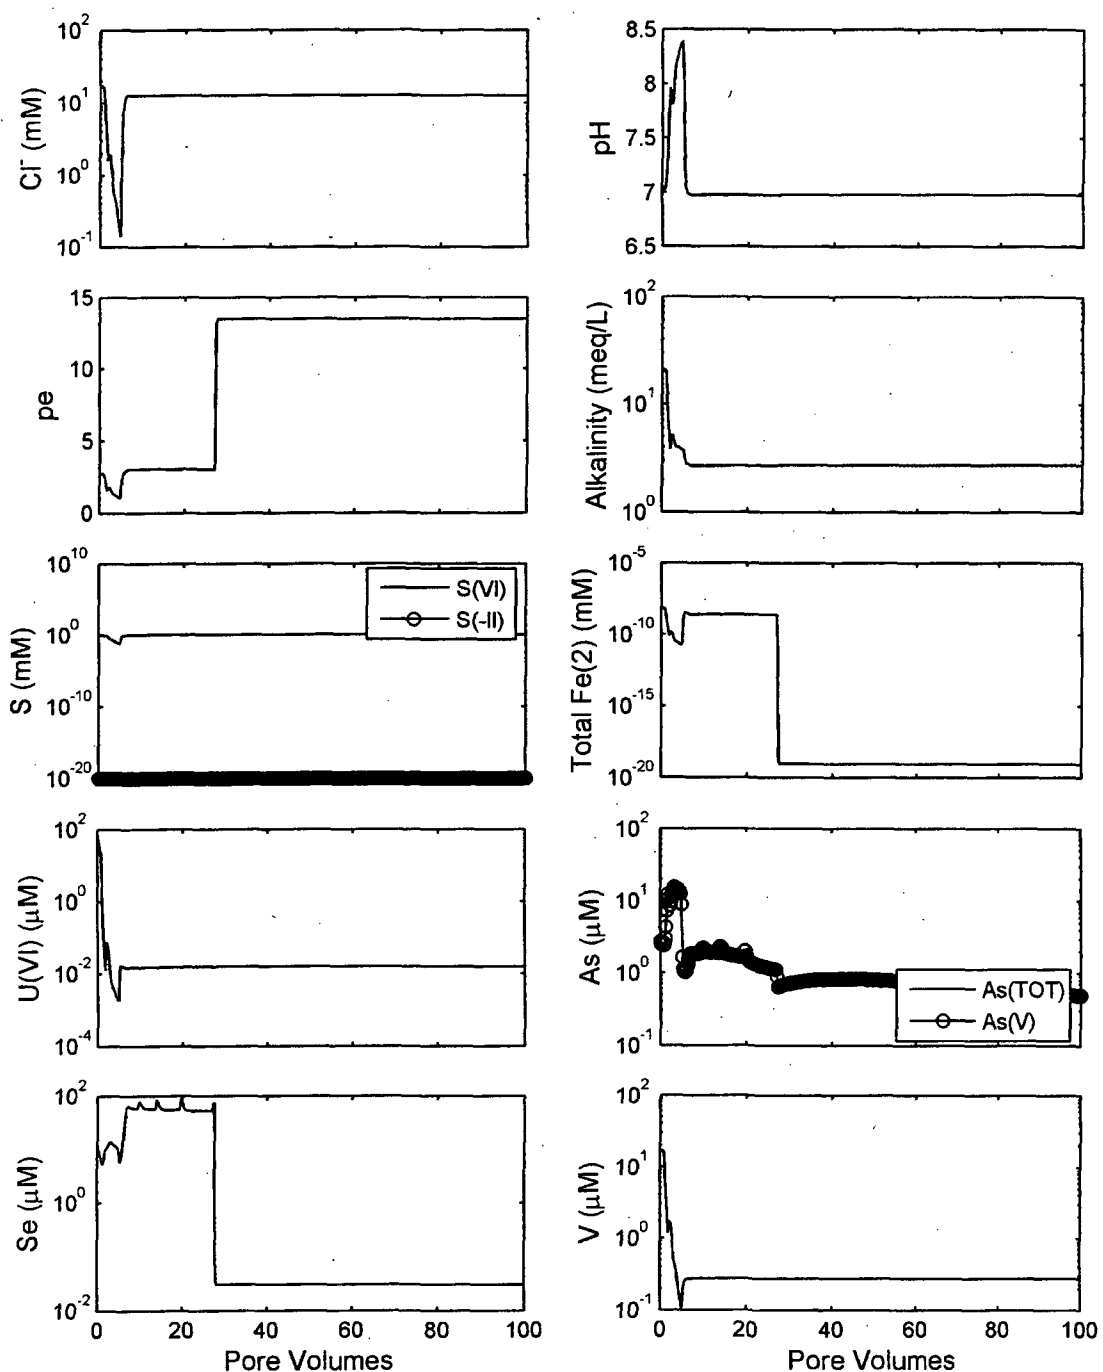 Cl⁻ (mM)
10²
10¹
10⁰
10⁻¹
pH
8.5
8
7.5
7
6.5
pe
15
10
5
0
Alkalinity (meq/L)
10²
10¹
10⁰
S (mM)
10¹⁰
10⁰
10⁻¹⁰
10⁻²⁰
S(VI)
S(-II)
Total Fe(2) (mM)
10⁻⁵
10⁻¹⁰
10⁻¹⁵
10⁻²⁰
U(VI) (μM)
10²
10⁰
10⁻²
10⁻⁴
As (μM)
10²
10¹
10⁰
10⁻¹
As(TOT)
As(V)
Se (μM)
10²
10⁰
10⁻²
0 20 40 60 80 100
Pore Volumes
V (μM)
10²
10¹
10⁰
10⁻¹
0 20 40 60 80 100
Pore Volumes